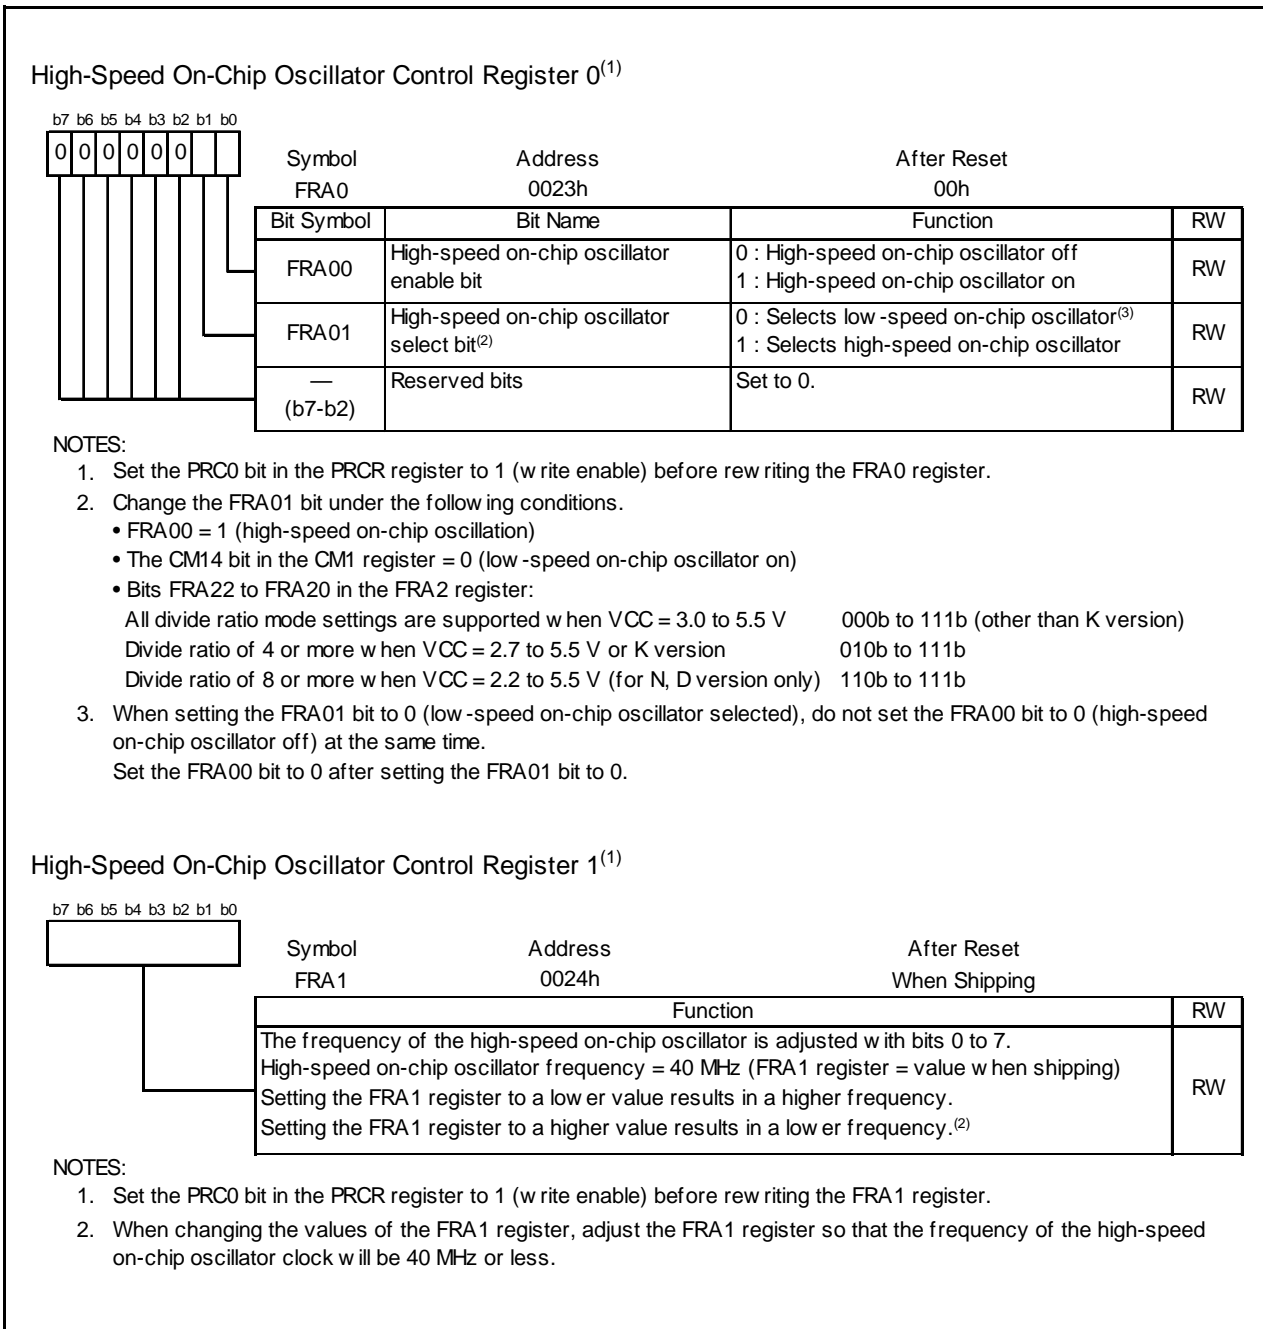 High-Speed On-Chip Oscillator Control Register 0(1)
b7 b6 b5 b4 b3 b2 b1 b0
0 0 0 0 0 0
Symbol Address After Reset
FRA0 0023h 00h
Bit Symbol Bit Name Function RW
FRA00 High-speed on-chip oscillator enable bit 0 : High-speed on-chip oscillator off 1 : High-speed on-chip oscillator on RW
FRA01 High-speed on-chip oscillator select bit(2) 0 : Selects low-speed on-chip oscillator(3) 1 : Selects high-speed on-chip oscillator RW
— (b7-b2) Reserved bits Set to 0. RW
NOTES:
1. Set the PRC0 bit in the PRCR register to 1 (write enable) before rewriting the FRA0 register.
2. Change the FRA01 bit under the following conditions.
• FRA00 = 1 (high-speed on-chip oscillation)
• The CM14 bit in the CM1 register = 0 (low-speed on-chip oscillator on)
• Bits FRA22 to FRA20 in the FRA2 register:
All divide ratio mode settings are supported when VCC = 3.0 to 5.5 V 000b to 111b (other than K version)
Divide ratio of 4 or more when VCC = 2.7 to 5.5 V or K version 010b to 111b
Divide ratio of 8 or more when VCC = 2.2 to 5.5 V (for N, D version only) 110b to 111b
3. When setting the FRA01 bit to 0 (low-speed on-chip oscillator selected), do not set the FRA00 bit to 0 (high-speed
on-chip oscillator off) at the same time.
Set the FRA00 bit to 0 after setting the FRA01 bit to 0.
High-Speed On-Chip Oscillator Control Register 1(1)
b7 b6 b5 b4 b3 b2 b1 b0
Symbol Address After Reset
FRA1 0024h When Shipping
Function RW
The frequency of the high-speed on-chip oscillator is adjusted with bits 0 to 7.
High-speed on-chip oscillator frequency = 40 MHz (FRA1 register = value when shipping)
Setting the FRA1 register to a lower value results in a higher frequency.
Setting the FRA1 register to a higher value results in a lower frequency.(2)
RW
NOTES:
1. Set the PRC0 bit in the PRCR register to 1 (write enable) before rewriting the FRA1 register.
2. When changing the values of the FRA1 register, adjust the FRA1 register so that the frequency of the high-speed
on-chip oscillator clock will be 40 MHz or less.